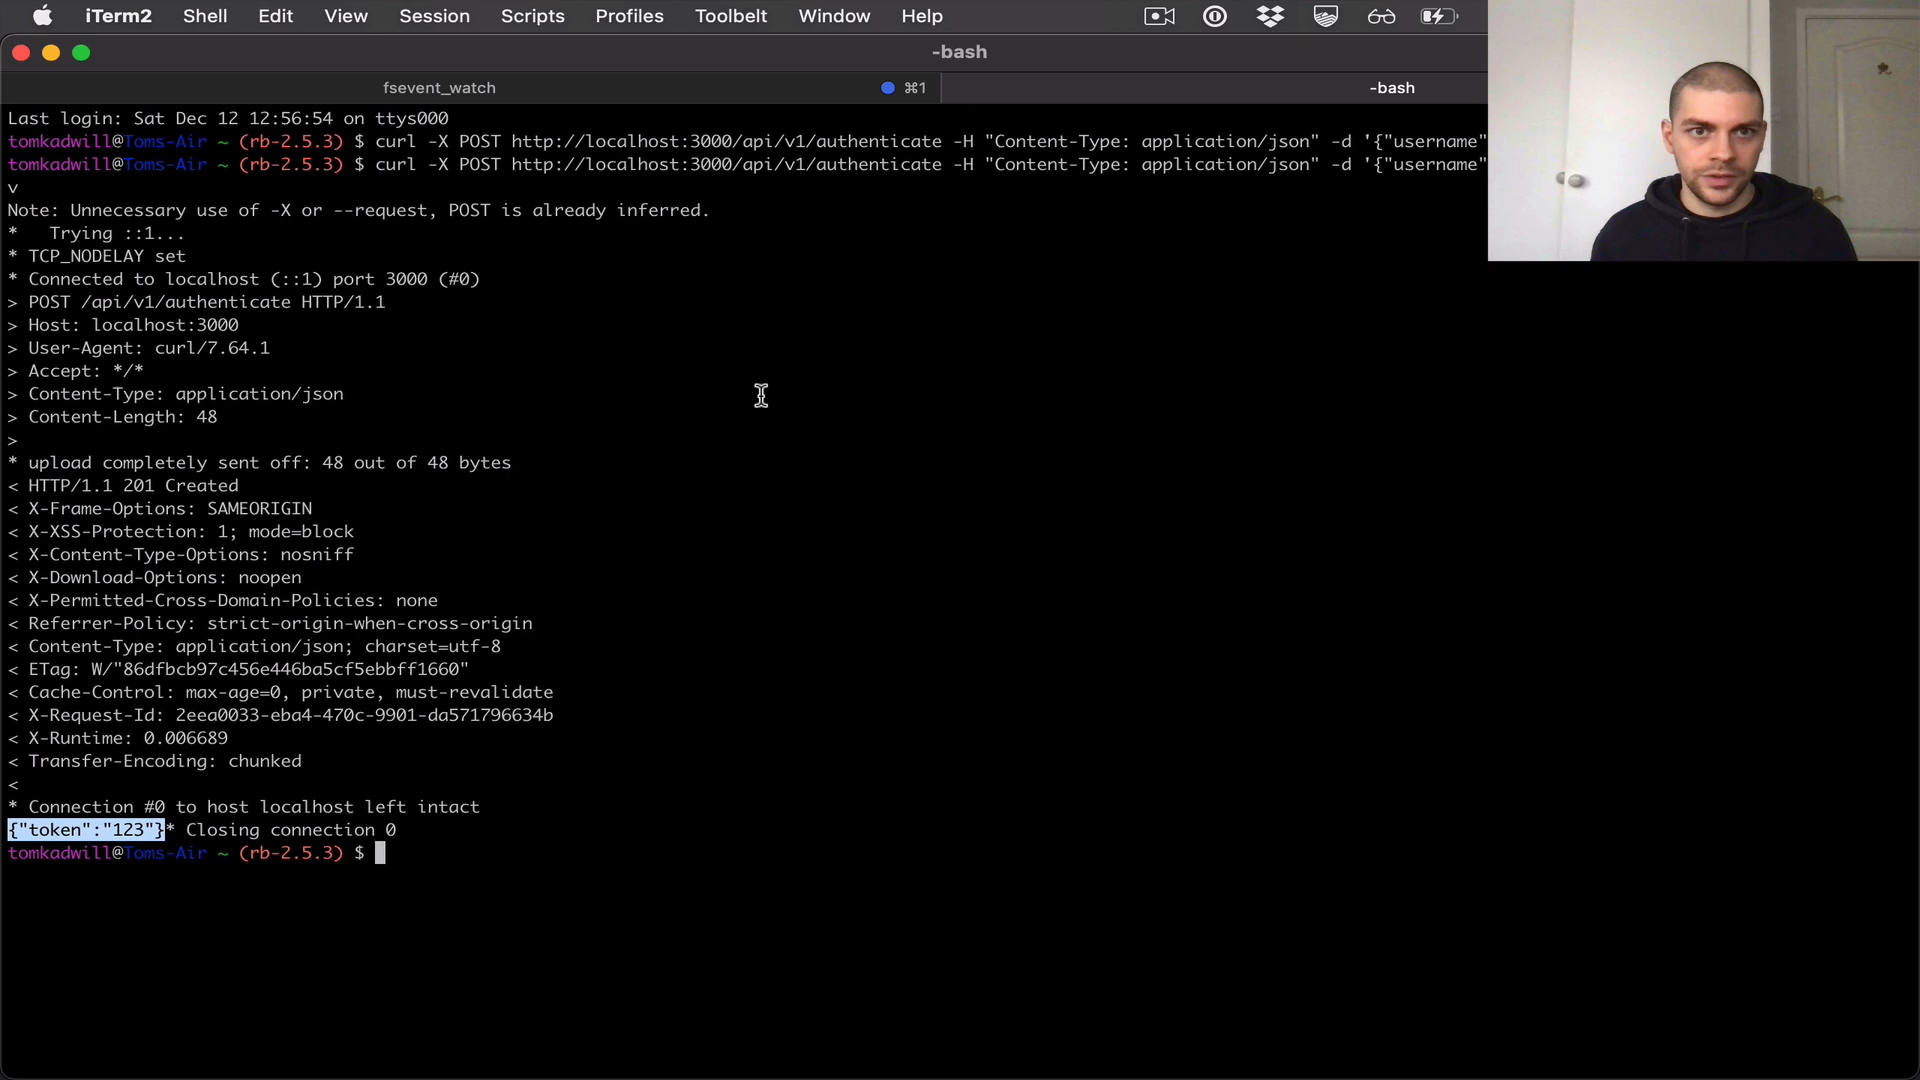 iTerm2 Shell Edit View Session Scripts Profiles Toolbelt Window Help
-bash
fsevent_watch ⌘1 -bash
Last login: Sat Dec 12 12:56:54 on ttys000
tomkadwill@Toms-Air ~ (rb-2.5.3) $ curl -X POST http://localhost:3000/api/v1/authenticate -H "Content-Type: application/json" -d '{"username"
tomkadwill@Toms-Air ~ (rb-2.5.3) $ curl -X POST http://localhost:3000/api/v1/authenticate -H "Content-Type: application/json" -d '{"username"
v
Note: Unnecessary use of -X or --request, POST is already inferred.
*   Trying ::1...
* TCP_NODELAY set
* Connected to localhost (::1) port 3000 (#0)
> POST /api/v1/authenticate HTTP/1.1
> Host: localhost:3000
> User-Agent: curl/7.64.1
> Accept: */*
> Content-Type: application/json
> Content-Length: 48
>
* upload completely sent off: 48 out of 48 bytes
< HTTP/1.1 201 Created
< X-Frame-Options: SAMEORIGIN
< X-XSS-Protection: 1; mode=block
< X-Content-Type-Options: nosniff
< X-Download-Options: noopen
< X-Permitted-Cross-Domain-Policies: none
< Referrer-Policy: strict-origin-when-cross-origin
< Content-Type: application/json; charset=utf-8
< ETag: W/"86dfbcb97c456e446ba5cf5ebbff1660"
< Cache-Control: max-age=0, private, must-revalidate
< X-Request-Id: 2eea0033-eba4-470c-9901-da571796634b
< X-Runtime: 0.006689
< Transfer-Encoding: chunked
<
* Connection #0 to host localhost left intact
{"token":"123"}* Closing connection 0
tomkadwill@Toms-Air ~ (rb-2.5.3) $